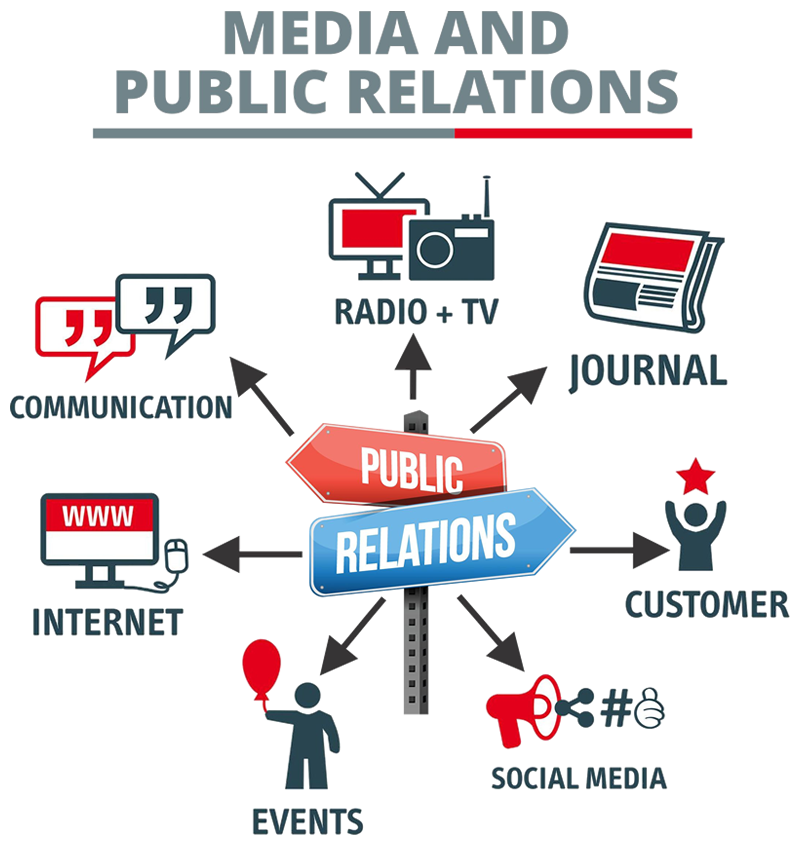 MEDIA AND
PUBLIC RELATIONS
RADIO + TV
JOURNAL
COMMUNICATION
PUBLIC
RELATIONS
WWW
INTERNET
CUSTOMER
#
SOCIAL MEDIA
EVENTS